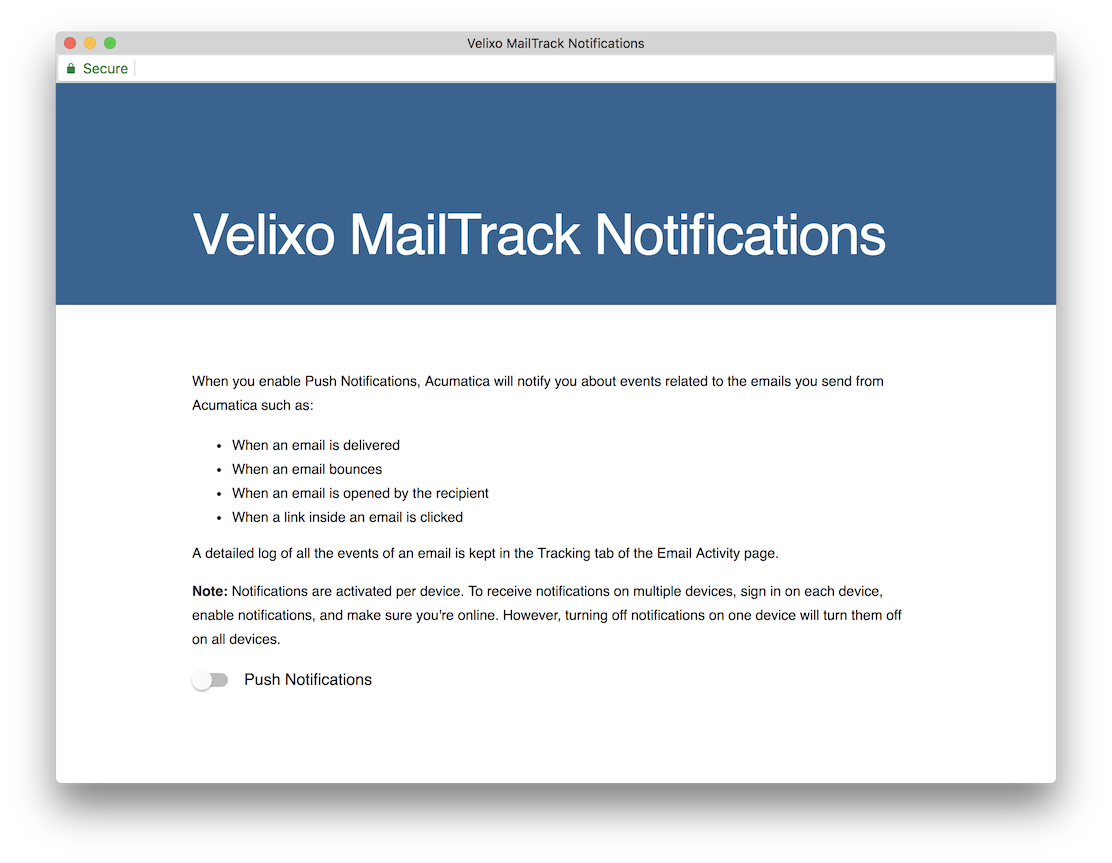 Velixo MailTrack Notifications
Secure
Velixo MailTrack Notifications
When you enable Push Notifications, Acumatica will notify you about events related to the emails you send from
Acumatica such as:
• When an email is delivered
• When an email bounces
• When an email is opened by the recipient
• When a link inside an email is clicked
A detailed log of all the events of an email is kept in the Tracking tab of the Email Activity page.
Note: Notifications are activated per device. To receive notifications on multiple devices, sign in on each device,
enable notifications, and make sure you're online. However, turning off notifications on one device will turn them off
on all devices.
Push Notifications